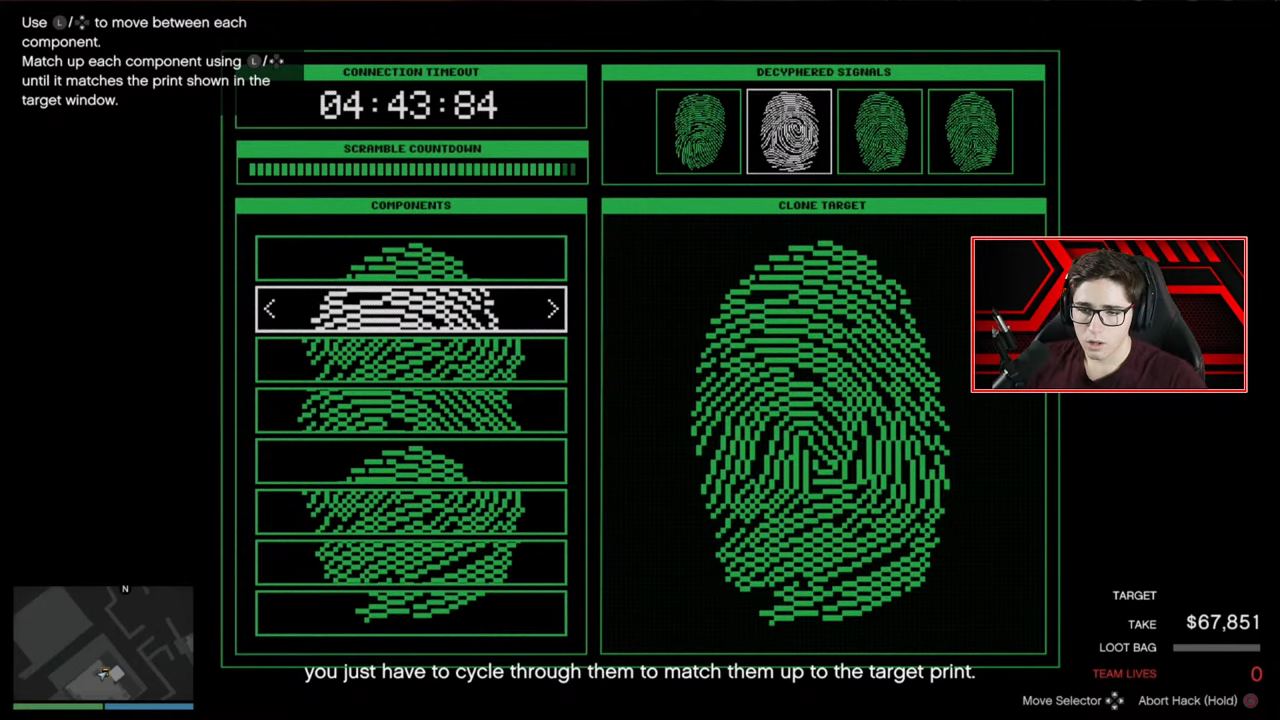 Use L/ to move between each
component.
Match up each component using L/
until it matches the print shown in the
target window.
CONNECTION TIMEOUT
04:43:84
SCRAMBLE COUNTDOWN
DECYPHERED SIGNALS
COMPONENTS
CLONE TARGET
N
TARGET
TAKE $67,851
LOOT BAG
TEAM LIVES 0
you just have to cycle through them to match them up to the target print.
Move Selector Abort Hack (Hold)